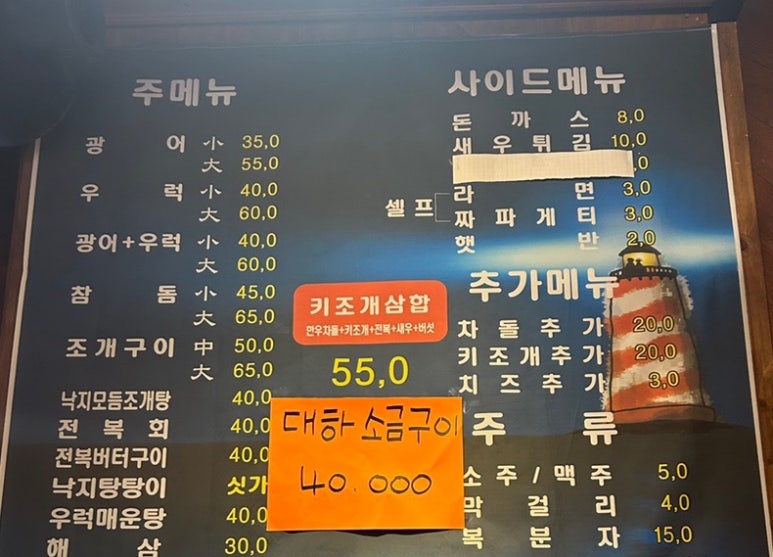 주메뉴
광어 小 35,0
大 55,0
우럭 小 40,0
大 60,0
광어+우럭 小 40,0
大 60,0
참돔 小 45,0
大 65,0
조개구이 中 50,0
大 65,0
낙지모듬조개탕 40,0
전복회 40,0
전복버터구이 40,0
낙지탕탕이 싯가
우럭매운탕 40,0
해삼 30,0
키조개삼합
한우차돌+키조개+전복+새우+버섯
55,0
대하 소금구이
40.000
사이드메뉴
돈까스 8,0
새우튀김 10,0
,0
셀프
라면 3,0
짜파게티 3,0
햇반 2,0
추가메뉴
차돌추가 20,0
키조개추가 20,0
치즈추가 3,0
주류
소주/맥주 5,0
막걸리 4,0
복분자 15,0